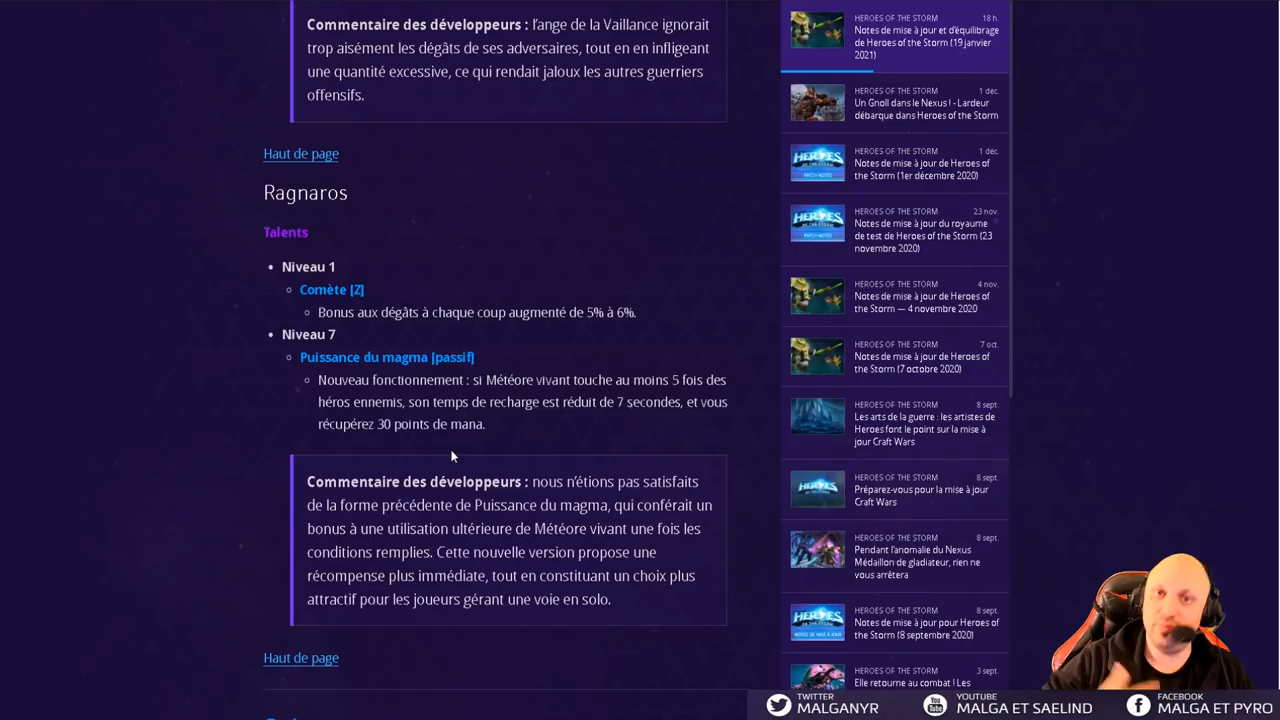 Commentaire des développeurs : l'ange de la Vaillance ignorait
trop aisément les dégâts de ses adversaires, tout en en infligeant
une quantité excessive, ce qui rendait jaloux les autres guerriers
offensifs.
Haut de page
Ragnaros
Talents
Niveau 1
Comète [Z]
Bonus aux dégâts à chaque coup augmenté de 5% à 6%.
Niveau 7
Puissance du magma [passif]
Nouveau fonctionnement : si Météore vivant touche au moins 5 fois des
héros ennemis, son temps de recharge est réduit de 7 secondes, et vous
récupérez 30 points de mana.
Commentaire des développeurs : nous n'étions pas satisfaits
de la forme précédente de Puissance du magma, qui conférait un
bonus à une utilisation ultérieure de Météore vivant une fois les
conditions remplies. Cette nouvelle version propose une
récompense plus immédiate, tout en constituant un choix plus
attractif pour les joueurs gérant une voie en solo.
Haut de page
HEROES OF THE STORM 18 h.
Notes de mise à jour et d'équilibrage
de Heroes of the Storm (19 janvier
2021)
HEROES OF THE STORM 1 déc.
Un Gnoll dans le Nexus ! - Lardeur
débarque dans Heroes of the Storm
HEROES OF THE STORM 1 déc.
Notes de mise à jour de Heroes of
the Storm (1er décembre 2020)
HEROES OF THE STORM 23 nov.
Notes de mise à jour du royaume
de test de Heroes of the Storm (23
novembre 2020)
HEROES OF THE STORM 4 nov.
Notes de mise à jour de Heroes of
the Storm — 4 novembre 2020
HEROES OF THE STORM 7 oct.
Notes de mise à jour de Heroes of
the Storm (7 octobre 2020)
HEROES OF THE STORM 8 sept.
Les arts de la guerre : les artistes de
Heroes font le point sur la mise à
jour Craft Wars
HEROES OF THE STORM 8 sept.
Préparez-vous pour la mise à jour
Craft Wars
HEROES OF THE STORM 8 sept.
Pendant l'anomalie du Nexus
Médaillon de gladiateur, rien ne
vous arrêtera
HEROES OF THE STORM 8 sept.
Notes de mise à jour pour Heroes of
the Storm (8 septembre 2020)
HEROES OF THE STORM 3 sept.
Elle retourne au combat ! Les
TWITTER
MALGANYR
YOUTUBE
MALGA ET SAELIND
FACEBOOK
MALGA ET PYRO